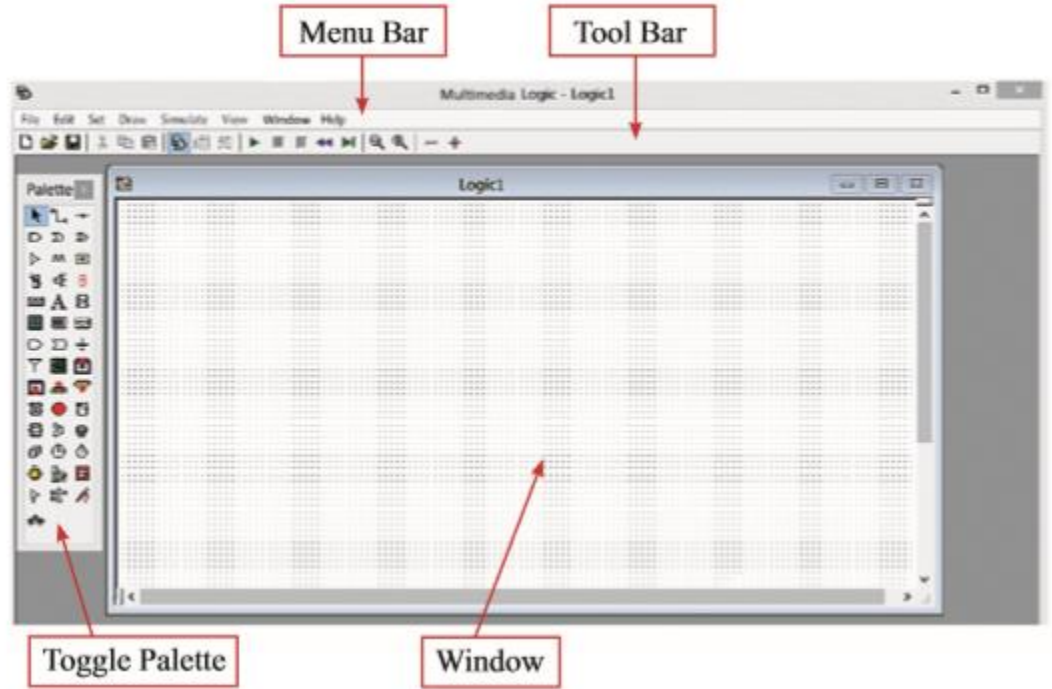 Menu Bar
Tool Bar
Multimedia Logic - Logic1
File Edit Set Draw Simulate View Window Help
Palette
Logic1
A
Toggle Palette
Window